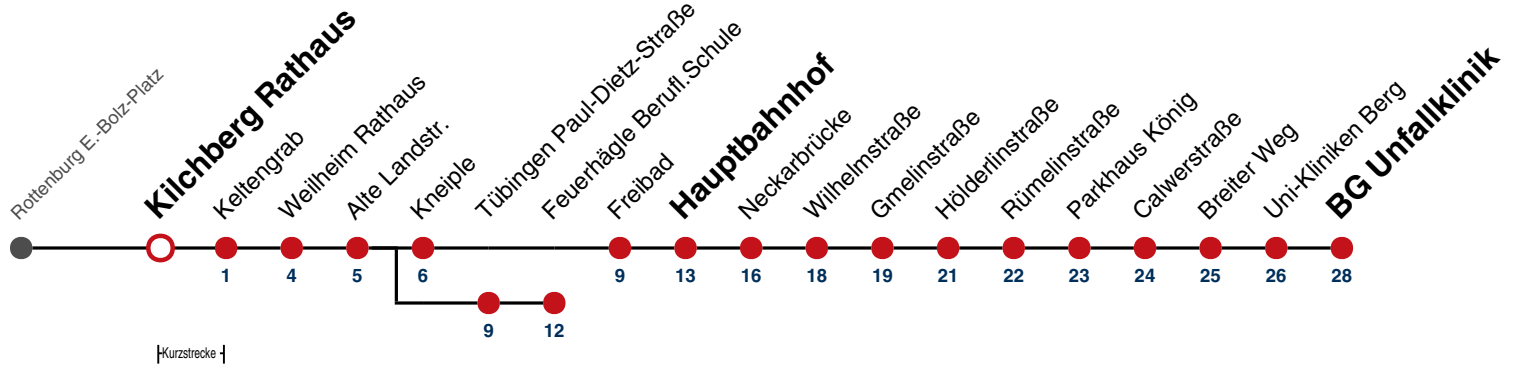 Rottenburg E.-Bolz-Platz
Kilchberg Rathaus
Keltengrab
Weilheim Rathaus
Alte Landstr.
Kneiple
Tübingen Paul-Dietz-Straße
Feuerhägle Berufl.Schule
Freibad
Hauptbahnhof
Neckarbrücke
Wilhelmstraße
Gmelinstraße
Hölderlinstraße
Rümelinstraße
Parkhaus König
Calwerstraße
Breiter Weg
Uni-Kliniken Berg
BG Unfallklinik
1 4 5 6 9 13 16 18 19 21 22 23 24 25 26 28
9 12
Kurzstrecke